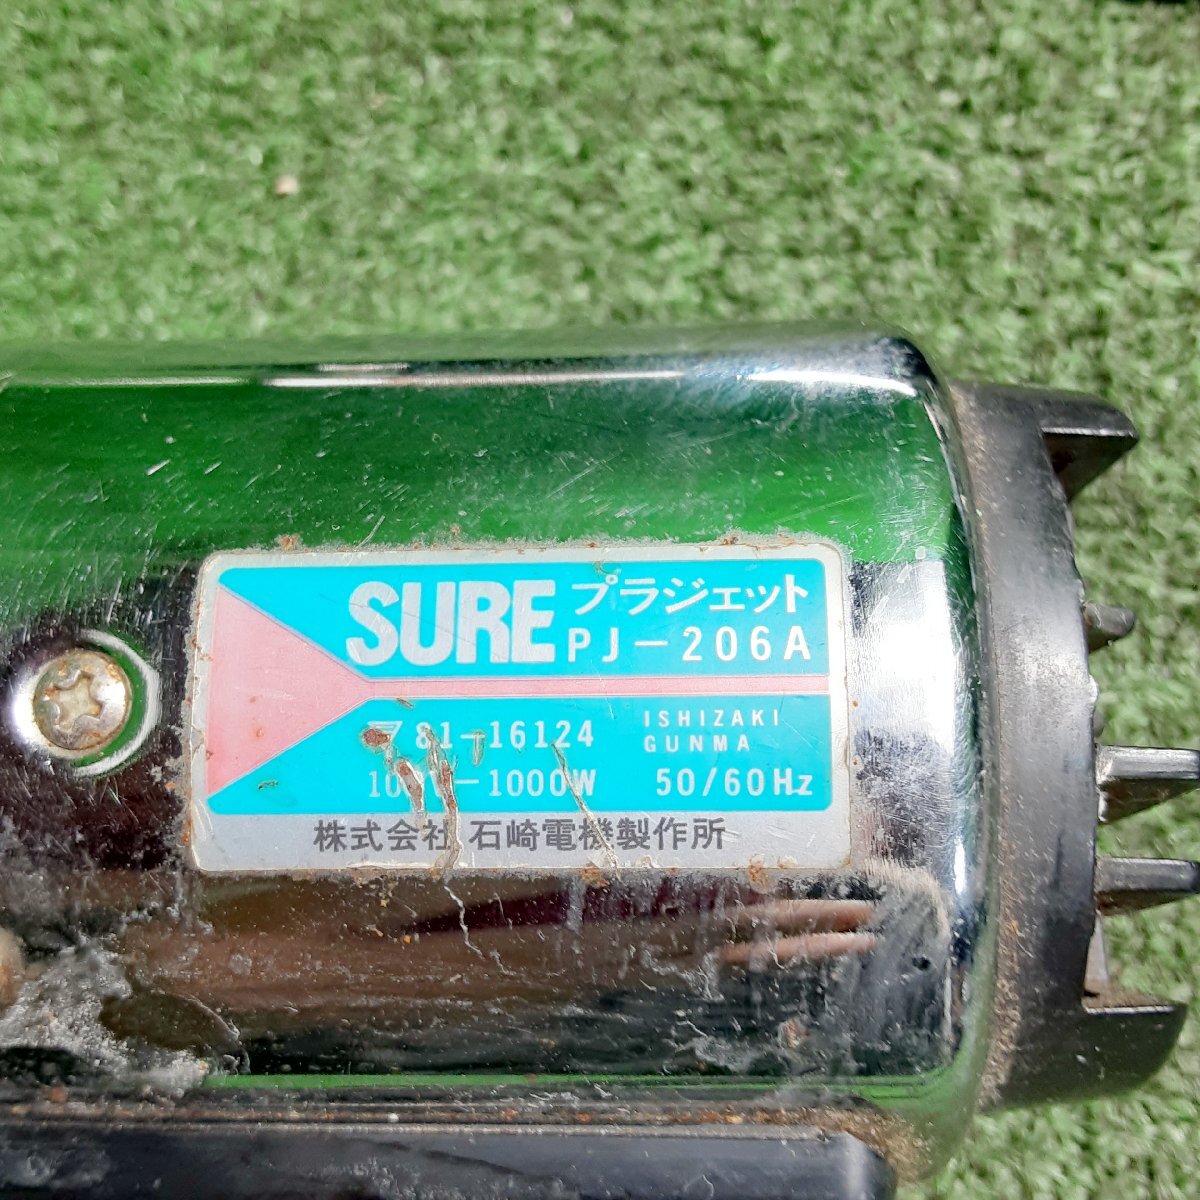 SURE プラジェット
PJ-206A
81-16124
ISHIZAKI
GUNMA
-1000W 50/60Hz
株式会社 石崎電機製作所